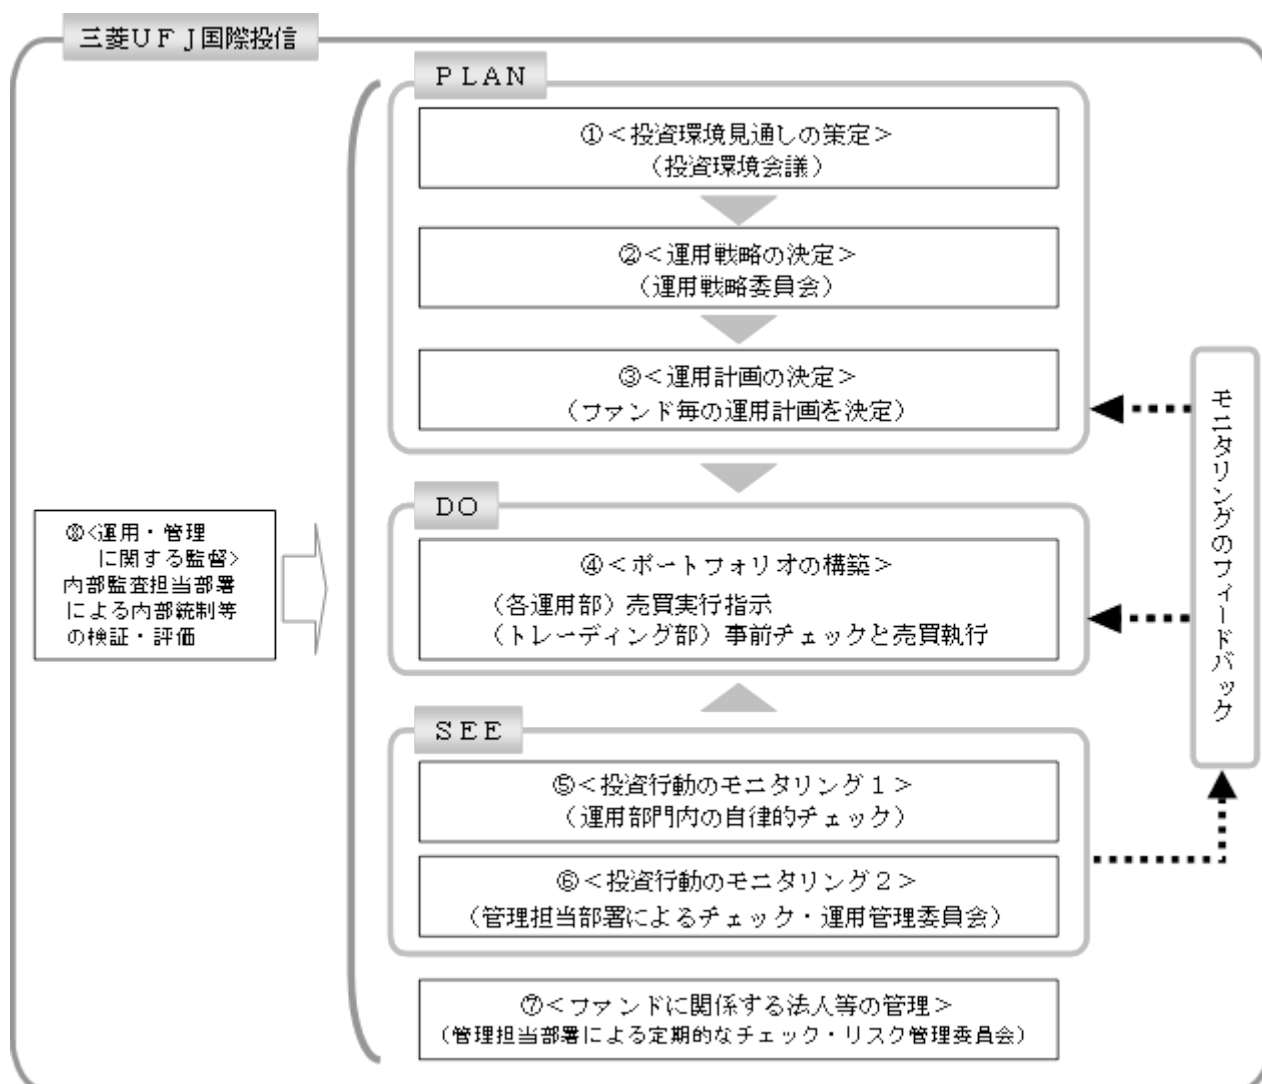 三菱ＵＦＪ国際投信
ＰＬＡＮ
①＜投資環境見通しの策定＞
（投資環境会議）
②＜運用戦略の決定＞
（運用戦略委員会）
③＜運用計画の決定＞
（ファンド毎の運用計画を決定）
ＤＯ
④＜ポートフォリオの構築＞
（各運用部）売買実行指示
（トレーディング部）事前チェックと売買執行
ＳＥＥ
⑤＜投資行動のモニタリング１＞
（運用部門内の自律的チェック）
⑥＜投資行動のモニタリング２＞
（管理担当部署によるチェック・運用管理委員会）
⑦＜ファンドに関係する法人等の管理＞
（管理担当部署による定期的なチェック・リスク管理委員会）
⑧<運用・管理
に関する監督>
内部監査担当部署
による内部統制等
の検証・評価
モニタリングのフィードバック